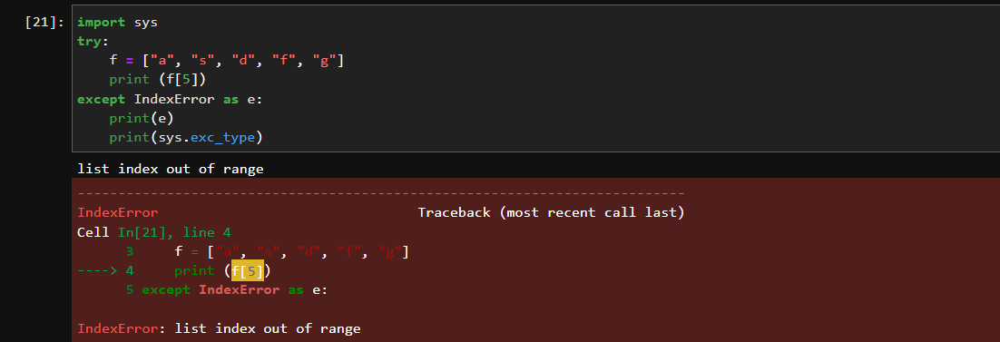 [21]: import sys
try:
    f = ["a", "s", "d", "f", "g"]
    print (f[5])
except IndexError as e:
    print(e)
    print(sys.exc_type)
list index out of range
---------------------------------------------------------------------------
IndexError                                Traceback (most recent call last)
Cell In[21], line 4
      3     f = ["a", "s", "d", "f", "g"]
----> 4     print (f[5])
      5 except IndexError as e:
IndexError: list index out of range